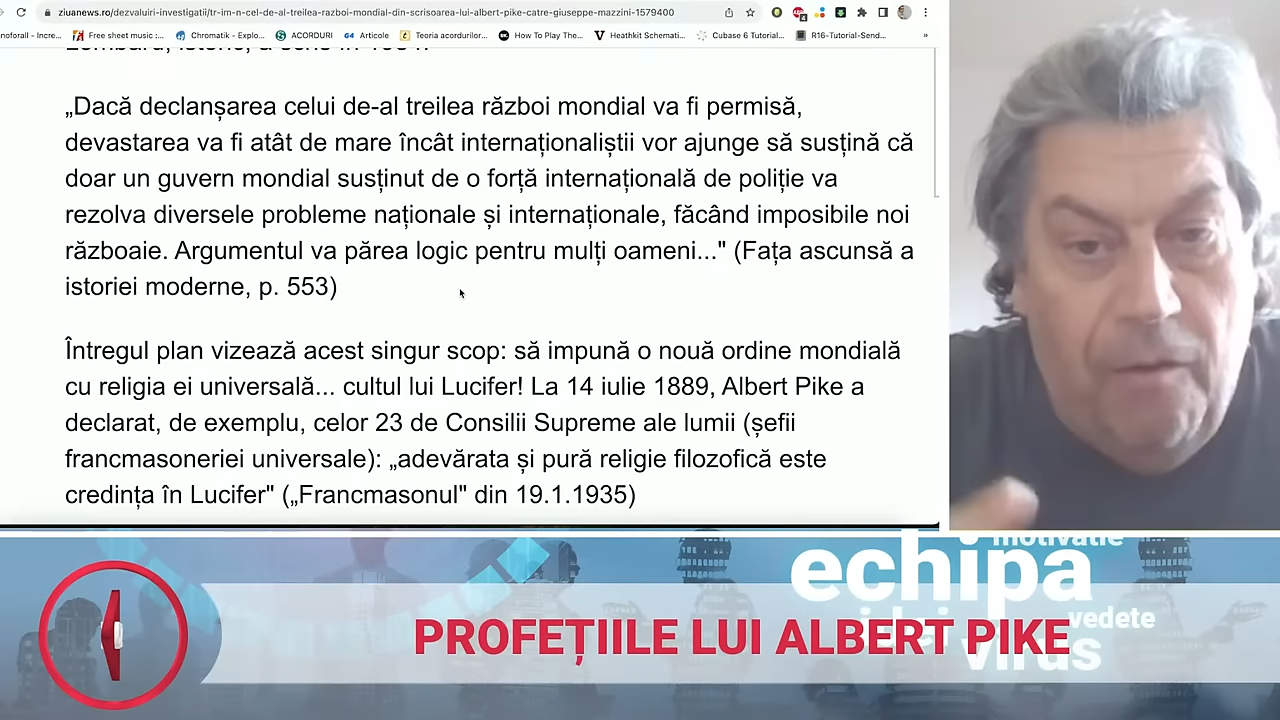 ziuanews.ro/dezvaluiri-investigatii/tr-im-n-cel-de-al-treilea-razboi-mondial-din-scrisoarea-lui-albert-pike-catre-giuseppe-mazzini-1579400
noforall - Incre... Free sheet music :... Chromatik - Explo... ACORDURI G4 Articole Teoria acordurilor... How To Play The... Heathkit Schemati... Cubase 6 Tutorial... R16-Tutorial-Send... »
„Dacă declanșarea celui de-al treilea război mondial va fi permisă,
devastarea va fi atât de mare încât internaționaliștii vor ajunge să susțină că
doar un guvern mondial susținut de o forță internațională de poliție va
rezolva diversele probleme naționale și internaționale, făcând imposibile noi
războaie. Argumentul va părea logic pentru mulți oameni..." (Fața ascunsă a
istoriei moderne, p. 553)
Întregul plan vizează acest singur scop: să impună o nouă ordine mondială
cu religia ei universală... cultul lui Lucifer! La 14 iulie 1889, Albert Pike a
declarat, de exemplu, celor 23 de Consilii Supreme ale lumii (șefii
francmasoneriei universale): „adevărata și pură religie filozofică este
credința în Lucifer" („Francmasonul" din 19.1.1935)
motivatie
echipa
vedete
virus
PROFEȚIILE LUI ALBERT PIKE